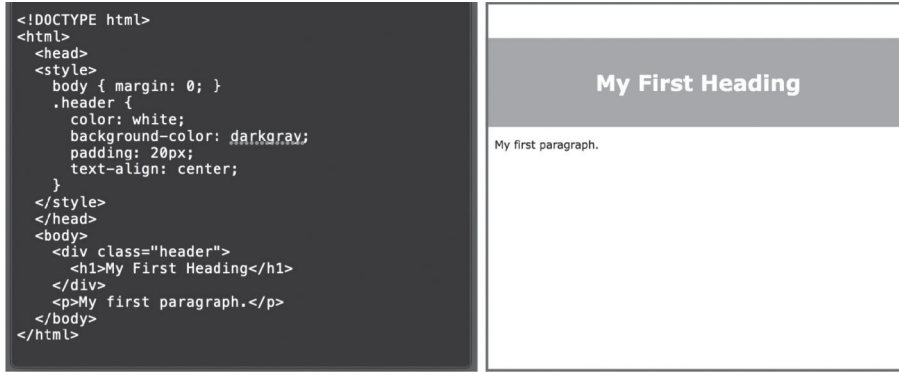 <!DOCTYPE html>
<html>
<head>
<style>
body { margin: 0; }
.header {
color: white;
background-color: darkgray;
padding: 20px;
text-align: center;
}
</style>
</head>
<body>
<div class="header">
<h1>My First Heading</h1>
</div>
<p>My first paragraph.</p>
</body>
</html>
My First Heading
My first paragraph.